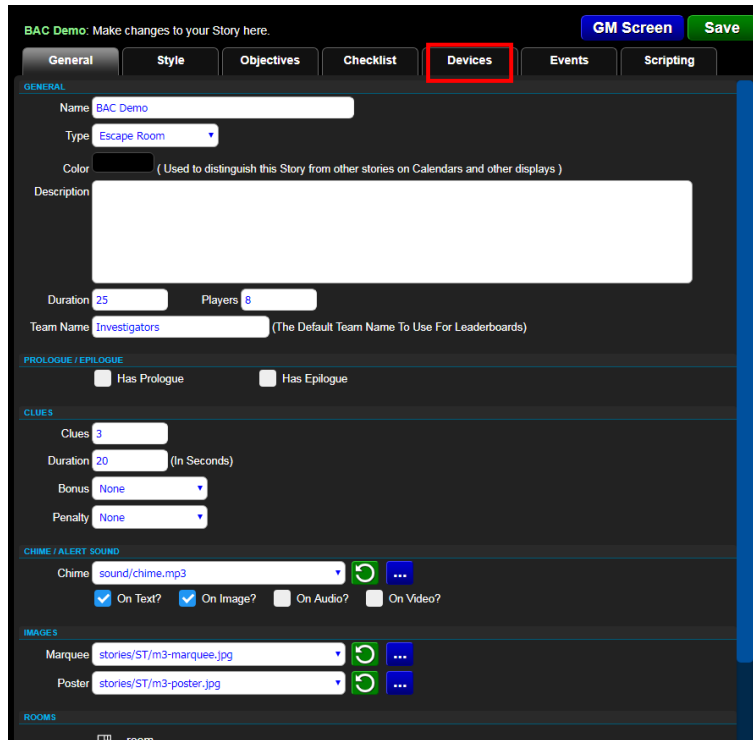 BAC Demo: Make changes to your Story here.
GM Screen
Save
General
Style
Objectives
Checklist
Devices
Events
Scripting
GENERAL
Name BAC Demo
Type Escape Room
Color ( Used to distinguish this Story from other stories on Calendars and other displays )
Description
Duration 25 Players 8
Team Name Investigators (The Default Team Name To Use For Leaderboards)
PROLOGUE / EPILOGUE
Has Prologue Has Epilogue
CLUES
Clues 3
Duration 20 (In Seconds)
Bonus None
Penalty None
CHIME / ALERT SOUND
Chime sound/chime.mp3 ...
On Text? On Image? On Audio? On Video?
IMAGES
Marquee stories/ST/m3-marquee.jpg ...
Poster stories/ST/m3-poster.jpg ...
ROOMS
room